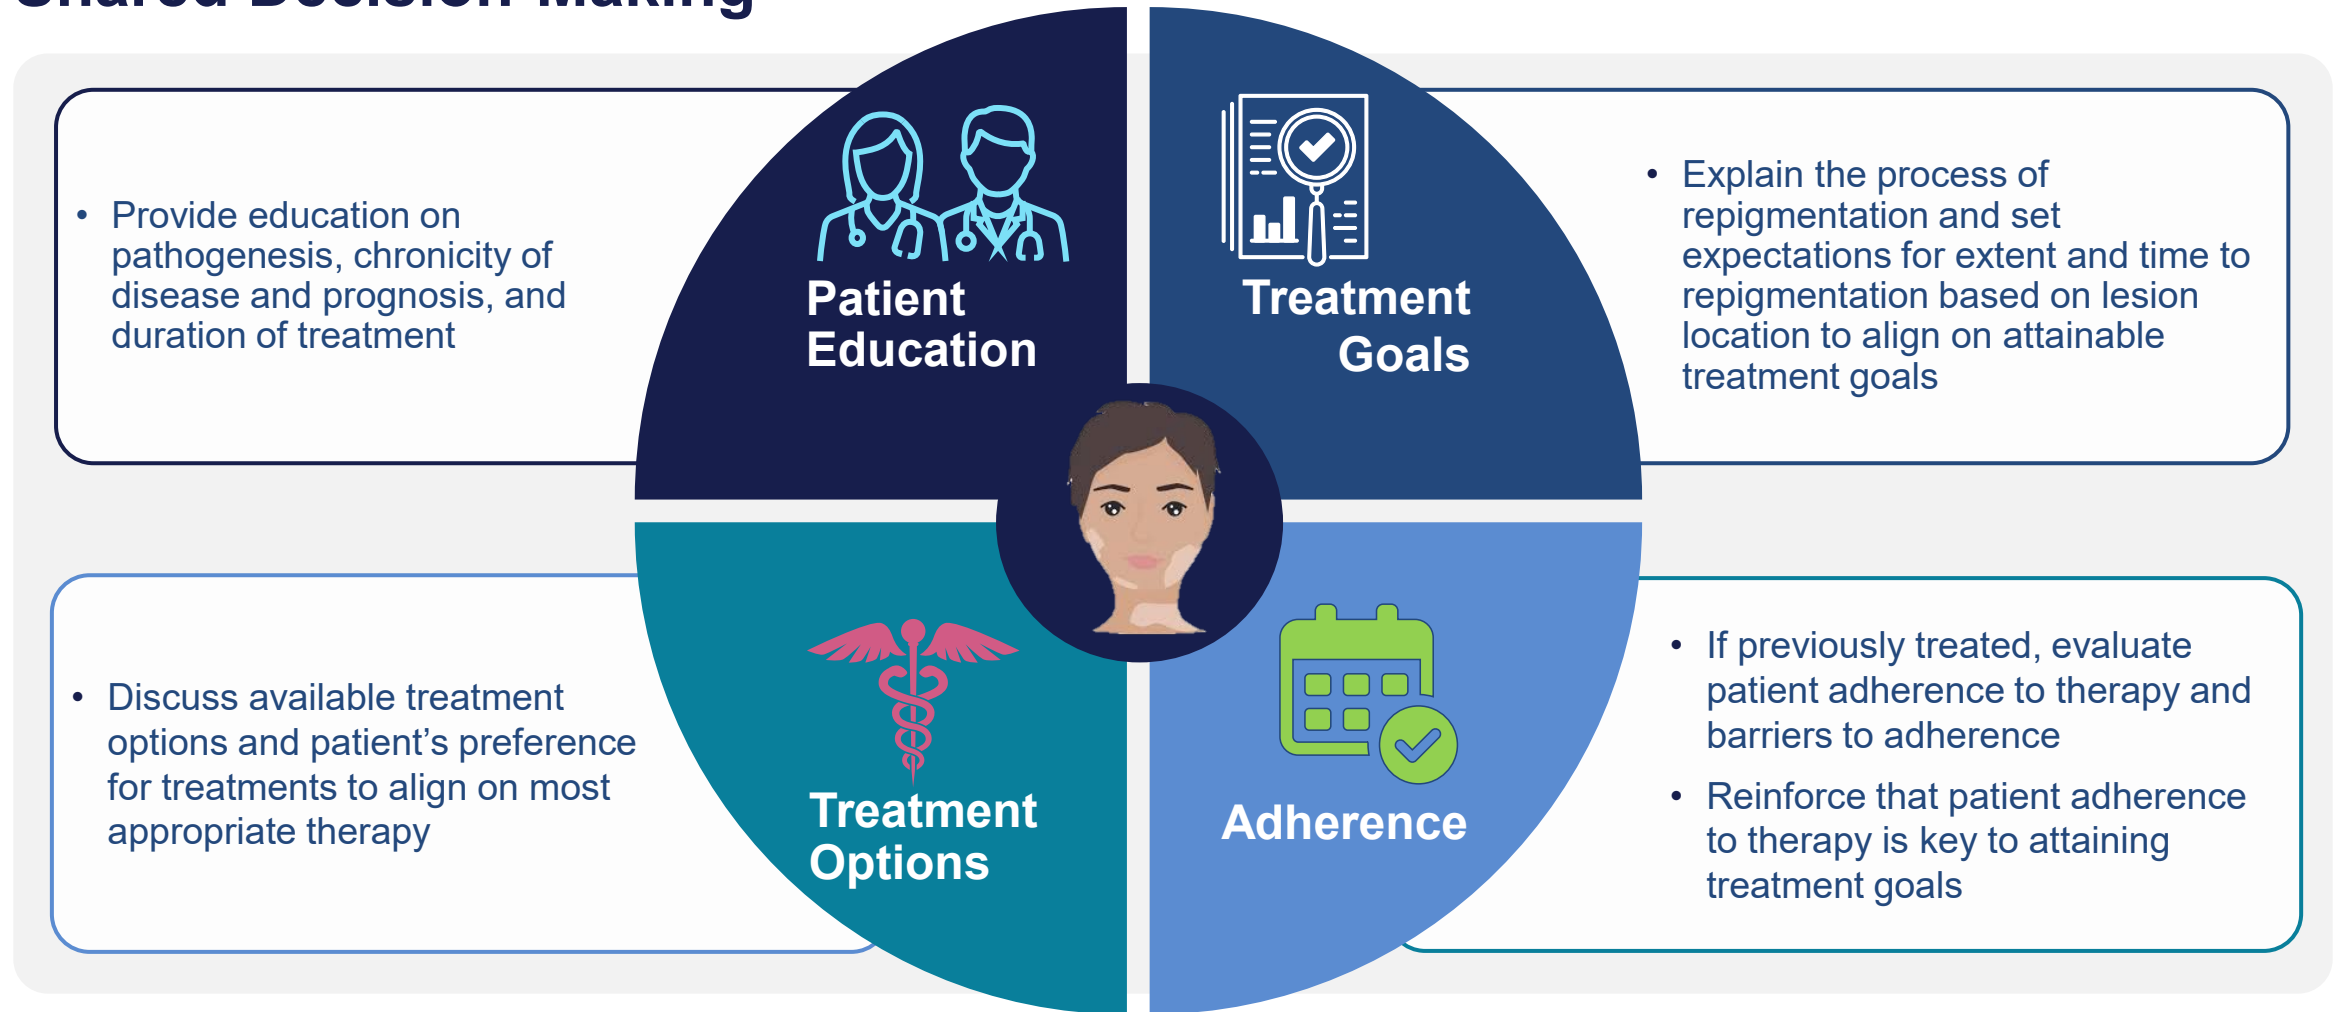 Shared Decision-Making
Patient
Education
• Provide education on
pathogenesis, chronicity of
disease and prognosis, and
duration of treatment
Treatment
Goals
• Explain the process of
repigmentation and set
expectations for extent and time to
repigmentation based on lesion
location to align on attainable
treatment goals
Treatment
Options
• Discuss available treatment
options and patient’s preference
for treatments to align on most
appropriate therapy
Adherence
• If previously treated, evaluate
patient adherence to therapy and
barriers to adherence
• Reinforce that patient adherence
to therapy is key to attaining
treatment goals